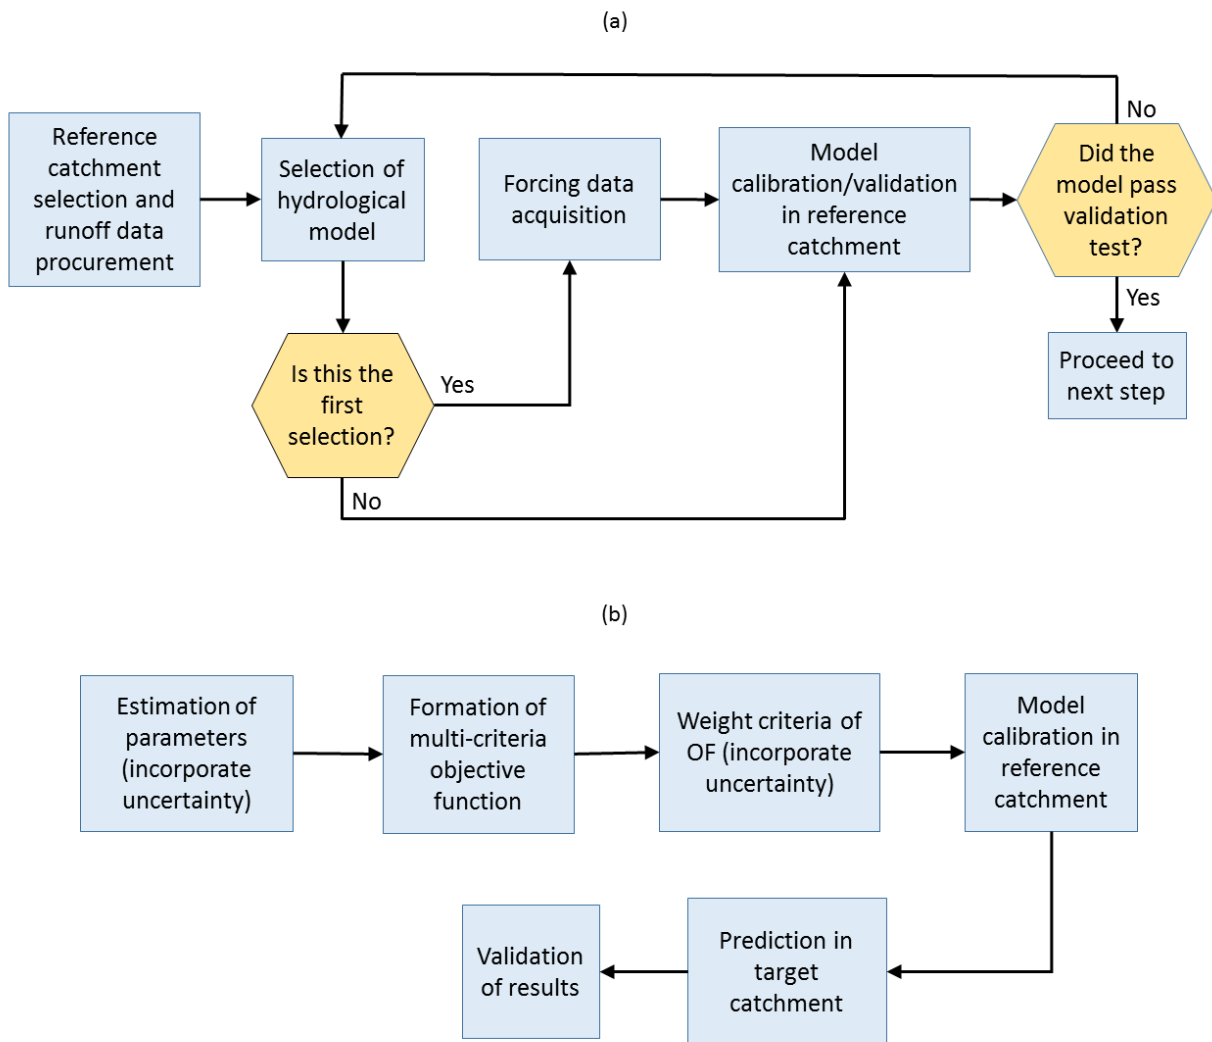 (a)
Reference
catchment
selection and
runoff data
procurement
Selection of
hydrological
model
Forcing data
acquisition
Model
calibration/validation
in reference
catchment
No
Did the
model pass
validation
test?
Yes
Proceed to
next step
Is this the
first
selection?
Yes
No
(b)
Estimation of
parameters
(incorporate
uncertainty)
Formation of
multi-criteria
objective
function
Weight criteria of
OF (incorporate
uncertainty)
Model
calibration in
reference
catchment
Validation
of results
Prediction in
target
catchment